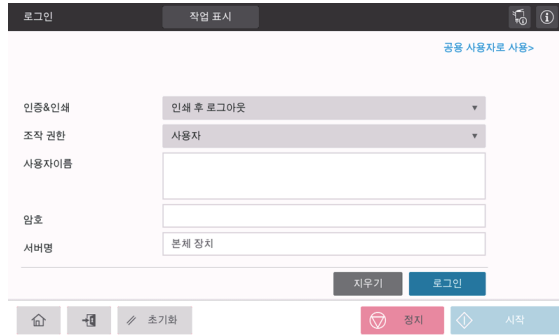 로그인 작업 표시
공용 사용자로 사용>
인증&인쇄 인쇄 후 로그아웃
조작 권한 사용자
사용자이름
암호
서버명 본체 장치
지우기 로그인
초기화 정지 시작